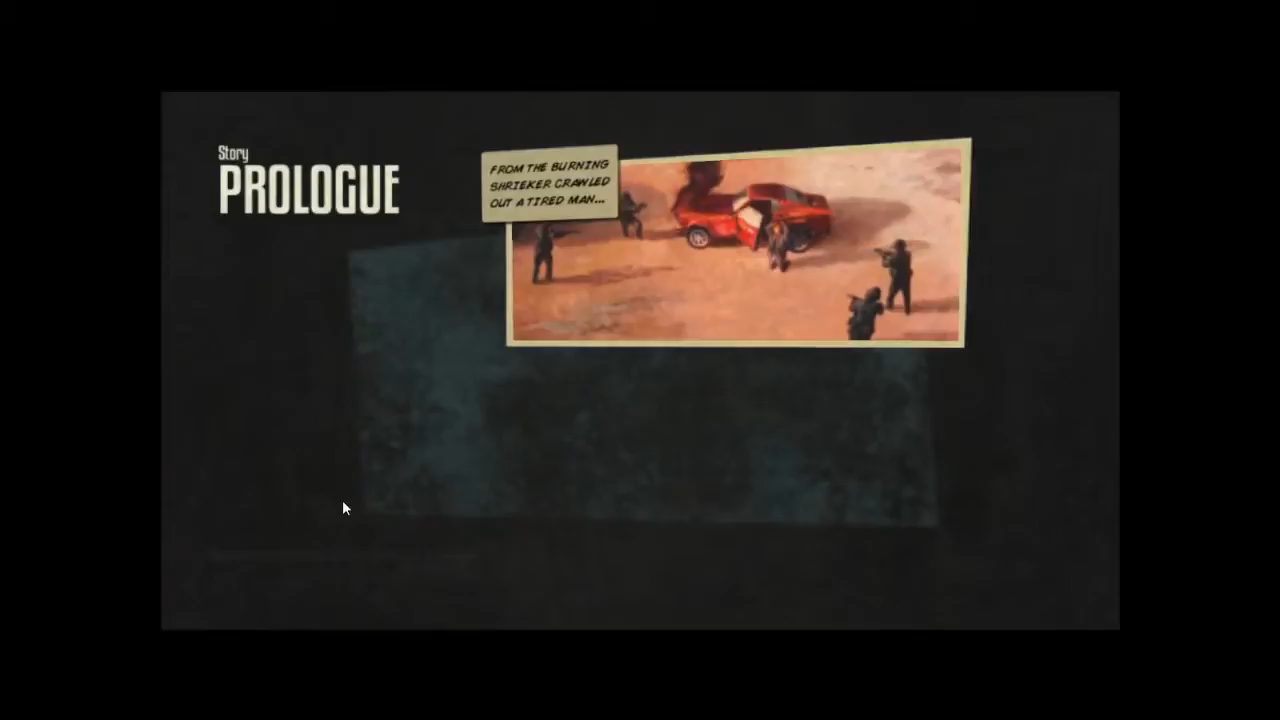 Story
PROLOGUE
FROM THE BURNING
SHRIEKER CRAWLED
OUT A TIRED MAN...